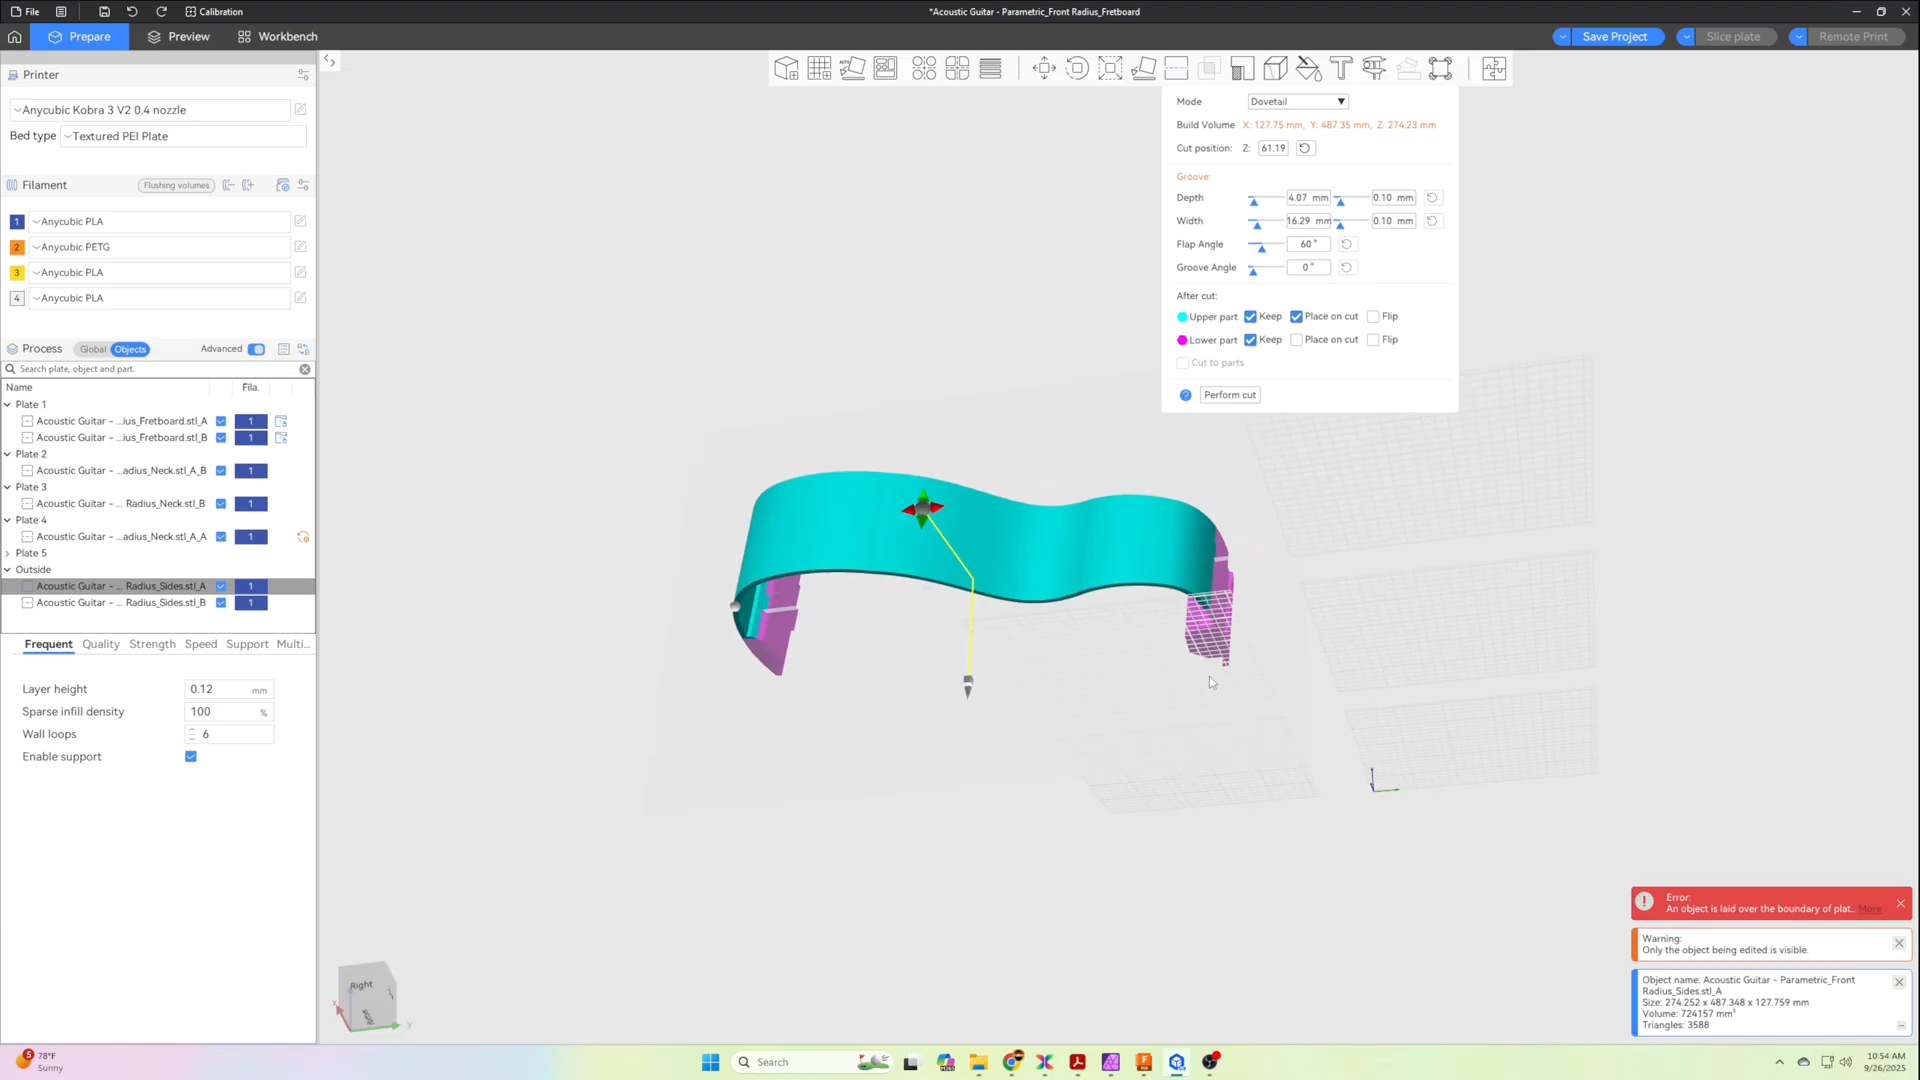 File
Calibration
*Acoustic Guitar - Parametric_Front Radius_Fretboard
Prepare
Preview
Workbench
Save Project
Slice plate
Remote Print
Printer
Anycubic Kobra 3 V2 0.4 nozzle
Bed type
Textured PEI Plate
Filament
Flushing volumes
1 Anycubic PLA
2 Anycubic PETG
3 Anycubic PLA
4 Anycubic PLA
Process Global Objects Advanced
Search plate, object and part.
Name Fila.
Plate 1
Acoustic Guitar - ...ius_Fretboard.stl_A 1
Acoustic Guitar - ...ius_Fretboard.stl_B 1
Plate 2
Acoustic Guitar - ...adius_Neck.stl_A_B 1
Plate 3
Acoustic Guitar - ... Radius_Neck.stl_B 1
Plate 4
Acoustic Guitar - ...adius_Neck.stl_A_A 1
Plate 5
Outside
Acoustic Guitar - ... Radius_Sides.stl_A 1
Acoustic Guitar - ... Radius_Sides.stl_B 1
Frequent Quality Strength Speed Support Multi...
Layer height 0.12 mm
Sparse infill density 100 %
Wall loops 6
Enable support
Mode Dovetail
Build Volume X: 127.75 mm, Y: 487.35 mm, Z: 274.23 mm
Cut position: Z: 61.19
Groove:
Depth 4.07 mm 0.10 mm
Width 16.29 mm 0.10 mm
Flap Angle 60 °
Groove Angle 0 °
After cut:
Upper part Keep Place on cut Flip
Lower part Keep Place on cut Flip
Cut to parts
? Perform cut
Right
x
y
Error:
An object is laid over the boundary of plat.. More
Warning:
Only the object being edited is visible.
Object name: Acoustic Guitar - Parametric_Front
Radius_Sides.stl_A
Size: 274.252 x 487.348 x 127.759 mm
Volume: 724157 mm³
Triangles: 3588
5
78°F
Sunny
Search
10:54 AM
9/26/2025